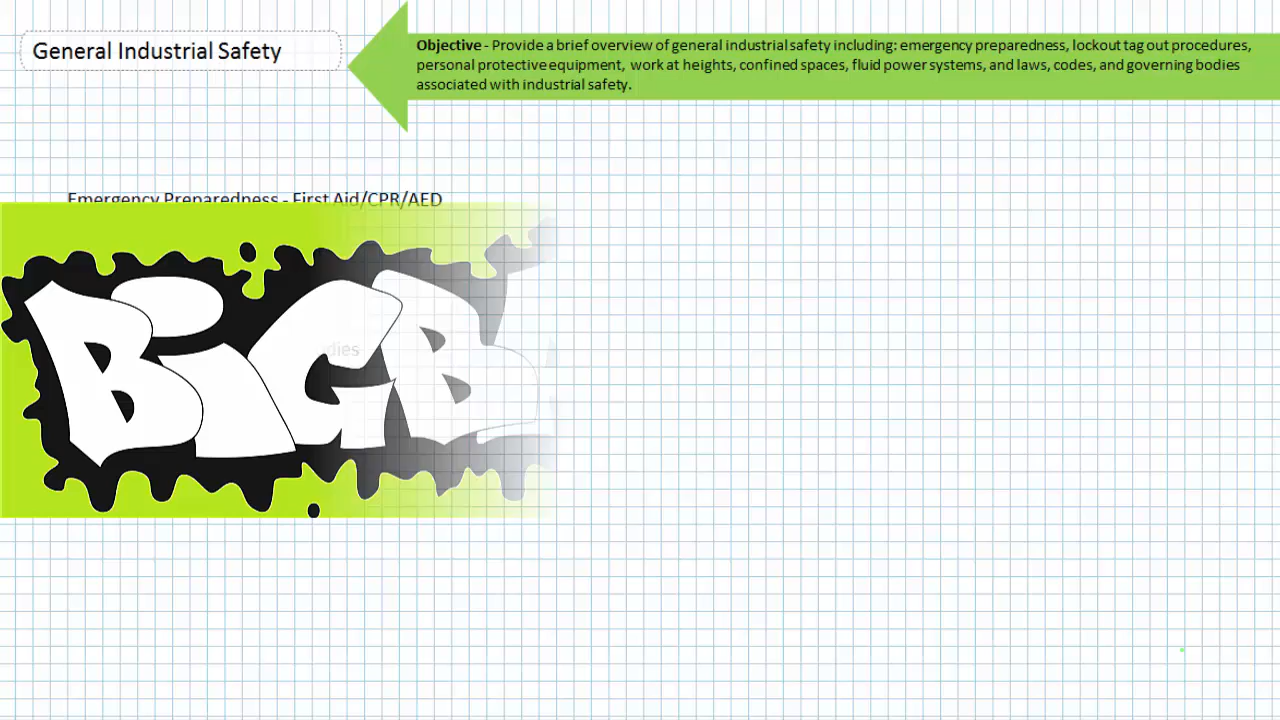 General Industrial Safety
Objective - Provide a brief overview of general industrial safety including: emergency preparedness, lockout tag out procedures,
personal protective equipment, work at heights, confined spaces, fluid power systems, and laws, codes, and governing bodies
associated with industrial safety.
Emergency Preparedness - First Aid/CPR/AED
BiGB